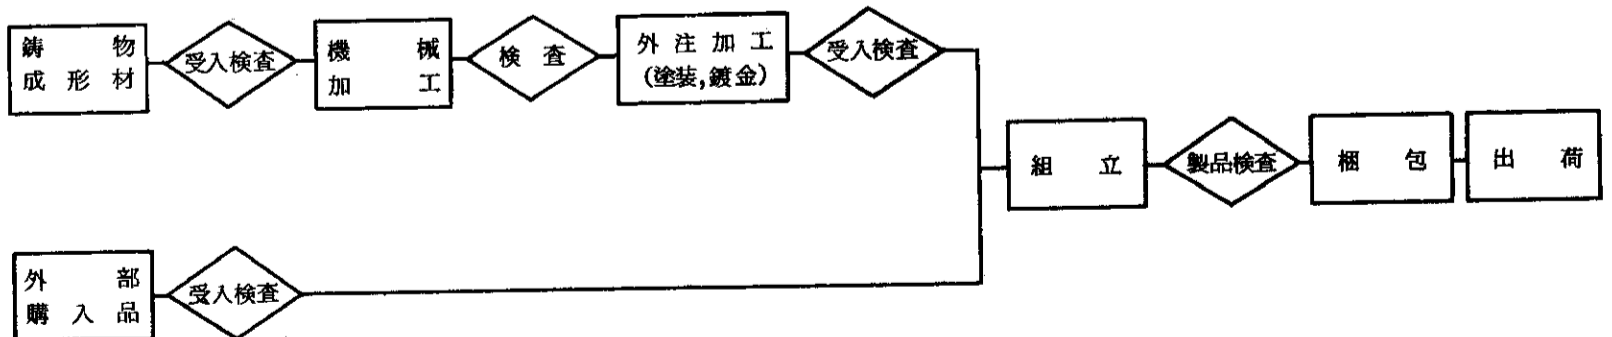 鋳物
成形材
受入検査
機械
加工
検査
外注加工
(塗装,鍍金)
受入検査
組立
製品検査
梱包
出荷
外部
購入品
受入検査